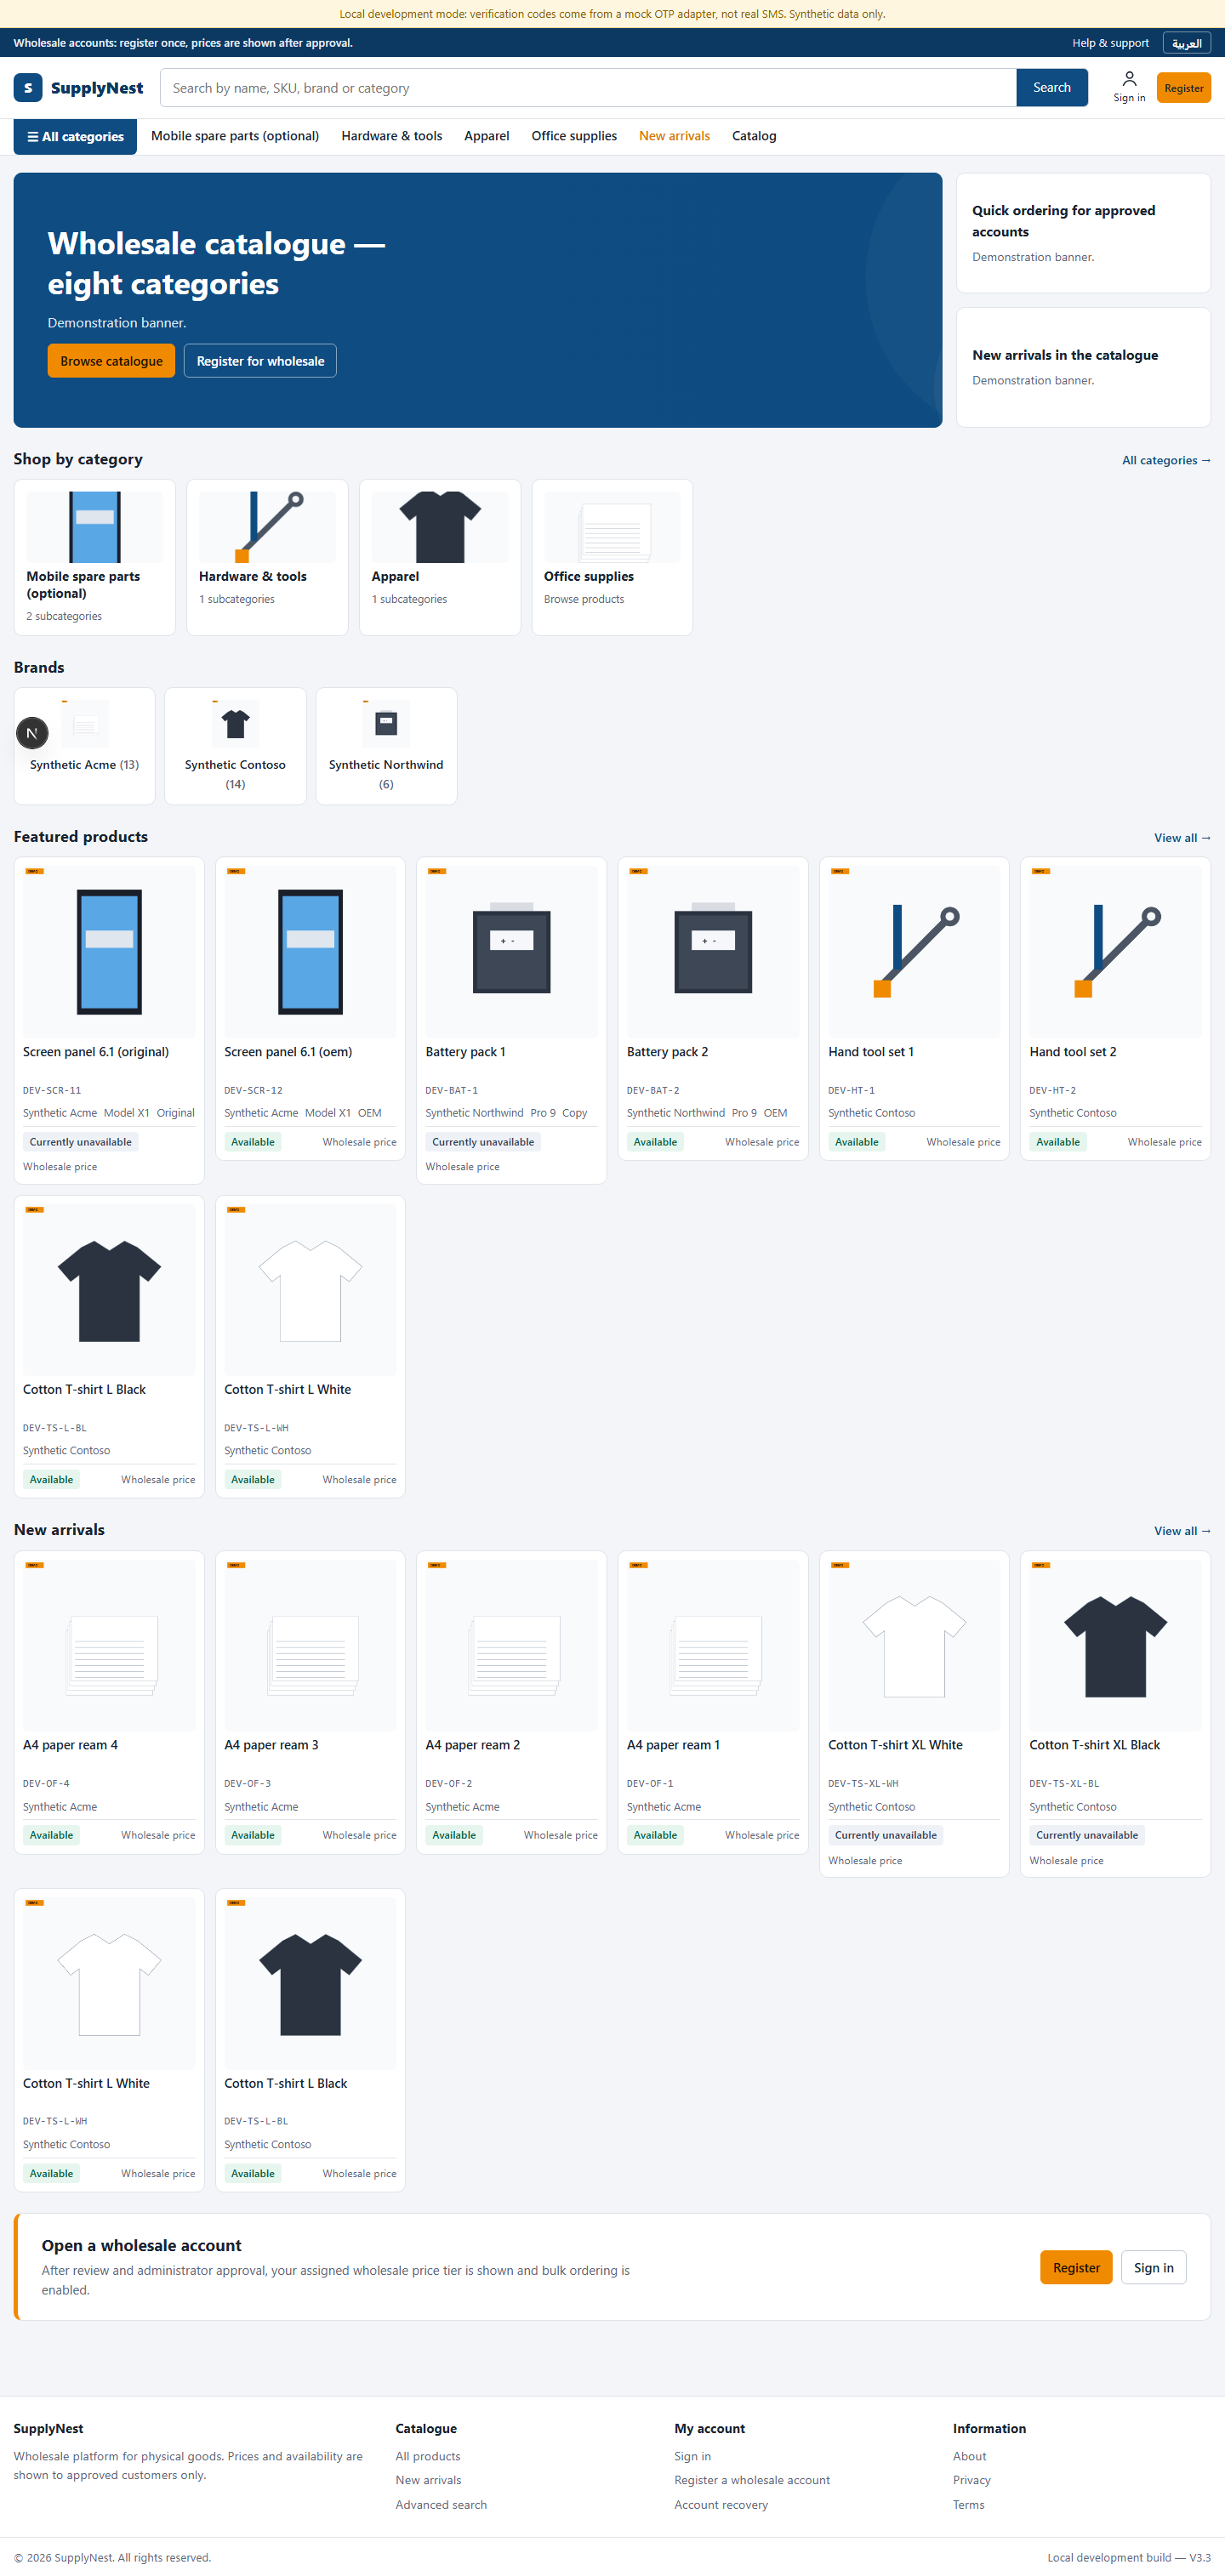 Local development mode: verification codes come from a mock OTP adapter, not real SMS. Synthetic data only.
Wholesale accounts: register once, prices are shown after approval.
Help & support
العربية
S
SupplyNest
Search by name, SKU, brand or category
Search
Sign in
Register
☰ All categories
Mobile spare parts (optional)
Hardware & tools
Apparel
Office supplies
New arrivals
Catalog
Wholesale catalogue —
eight categories
Demonstration banner.
Browse catalogue
Register for wholesale
Quick ordering for approved
accounts
Demonstration banner.
New arrivals in the catalogue
Demonstration banner.
Shop by category
All categories →
Mobile spare parts
(optional)
2 subcategories
Hardware & tools
1 subcategories
Apparel
1 subcategories
Office supplies
Browse products
Brands
N
Synthetic Acme (13)
Synthetic Contoso
(14)
Synthetic Northwind
(6)
Featured products
View all →
Screen panel 6.1 (original)
DEV-SCR-11
Synthetic Acme Model X1 Original
Currently unavailable
Wholesale price
Screen panel 6.1 (oem)
DEV-SCR-12
Synthetic Acme Model X1 OEM
Available
Wholesale price
+ -
Battery pack 1
DEV-BAT-1
Synthetic Northwind Pro 9 Copy
Currently unavailable
Wholesale price
+ -
Battery pack 2
DEV-BAT-2
Synthetic Northwind Pro 9 OEM
Available
Wholesale price
Hand tool set 1
DEV-HT-1
Synthetic Contoso
Available
Wholesale price
Hand tool set 2
DEV-HT-2
Synthetic Contoso
Available
Wholesale price
Cotton T-shirt L Black
DEV-TS-L-BL
Synthetic Contoso
Available
Wholesale price
Cotton T-shirt L White
DEV-TS-L-WH
Synthetic Contoso
Available
Wholesale price
New arrivals
View all →
A4 paper ream 4
DEV-OF-4
Synthetic Acme
Available
Wholesale price
A4 paper ream 3
DEV-OF-3
Synthetic Acme
Available
Wholesale price
A4 paper ream 2
DEV-OF-2
Synthetic Acme
Available
Wholesale price
A4 paper ream 1
DEV-OF-1
Synthetic Acme
Available
Wholesale price
Cotton T-shirt XL White
DEV-TS-XL-WH
Synthetic Contoso
Currently unavailable
Wholesale price
Cotton T-shirt XL Black
DEV-TS-XL-BL
Synthetic Contoso
Currently unavailable
Wholesale price
Cotton T-shirt L White
DEV-TS-L-WH
Synthetic Contoso
Available
Wholesale price
Cotton T-shirt L Black
DEV-TS-L-BL
Synthetic Contoso
Available
Wholesale price
Open a wholesale account
After review and administrator approval, your assigned wholesale price tier is shown and bulk ordering is
enabled.
Register
Sign in
SupplyNest
Wholesale platform for physical goods. Prices and availability are
shown to approved customers only.
Catalogue
All products
New arrivals
Advanced search
My account
Sign in
Register a wholesale account
Account recovery
Information
About
Privacy
Terms
© 2026 SupplyNest. All rights reserved.
Local development build — V3.3